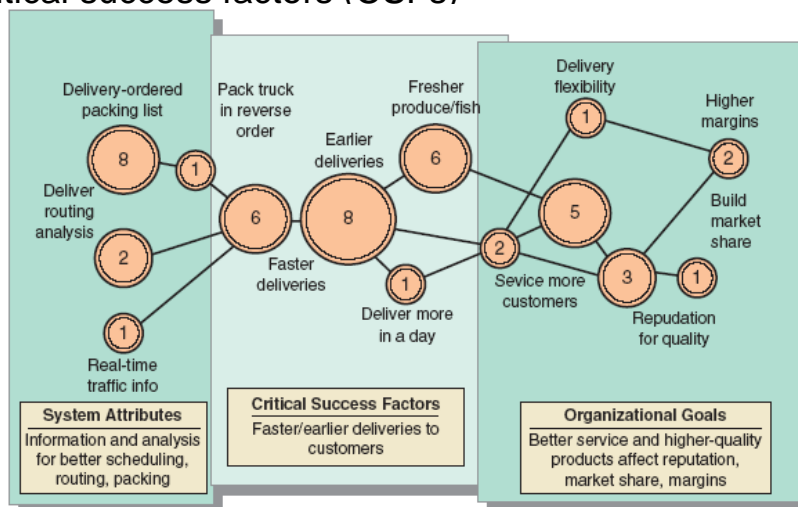 Delivery-ordered
packing list
8
1
Deliver
routing
analysis
2
1
Real-time
traffic info
System Attributes
Information and analysis
for better scheduling,
routing, packing
Pack truck
in reverse
order
6
Faster
deliveries
Earlier
deliveries
8
Fresher
produce/fish
6
1
Deliver more
in a day
Critical Success Factors
Faster/earlier deliveries to
customers
Delivery
flexibility
1
Higher
margins
2
5
Build
market
share
2
Sevice more
customers
3
1
Repudation
for quality
Organizational Goals
Better service and higher-quality
products affect reputation,
market share, margins